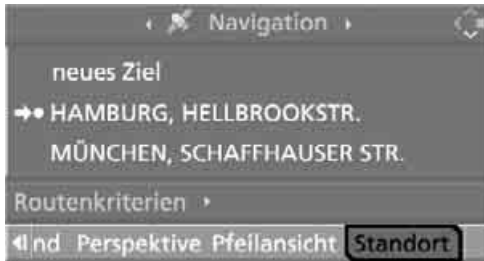 Navigation
neues Ziel
HAMBURG, HELLBROOKSTR.
MÜNCHEN, SCHAFFHAUSER STR.
Routenkriterien
nd Perspektive Pfeilansicht Standort